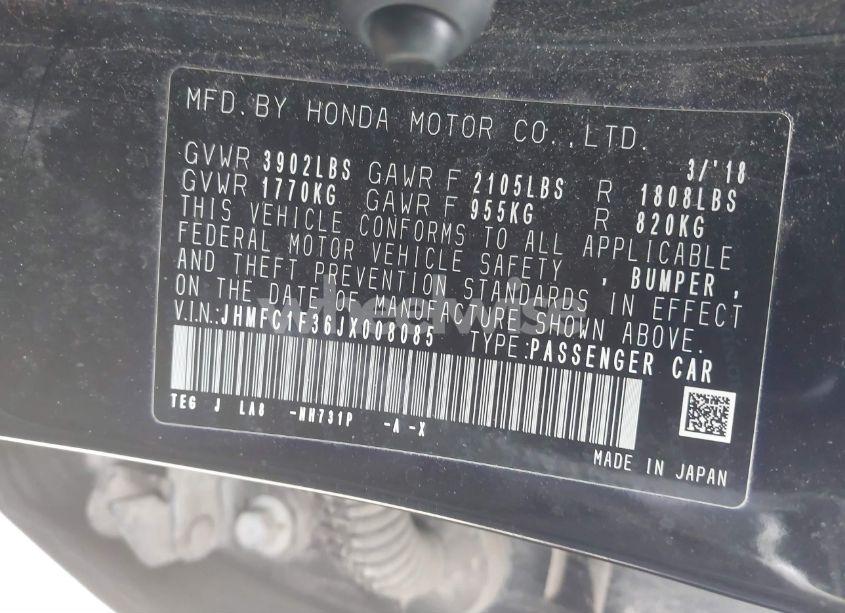 MFD. BY HONDA MOTOR CO., LTD.
3/'18
GVWR 3902LBS GAWR F 2105LBS R 1808LBS
GVWR 1770KG GAWR F 955KG R 820KG
THIS VEHICLE CONFORMS TO ALL APPLICABLE
FEDERAL MOTOR VEHICLE SAFETY , BUMPER ,
AND THEFT PREVENTION STANDARDS IN EFFECT
ON THE DATE OF MANUFACTURE SHOWN ABOVE.
V.I.N.:JHMFC1F36JX008085 TYPE:PASSENGER CAR
TEG J LA8 -NH731P -A -X
MADE IN JAPAN
wheelwise